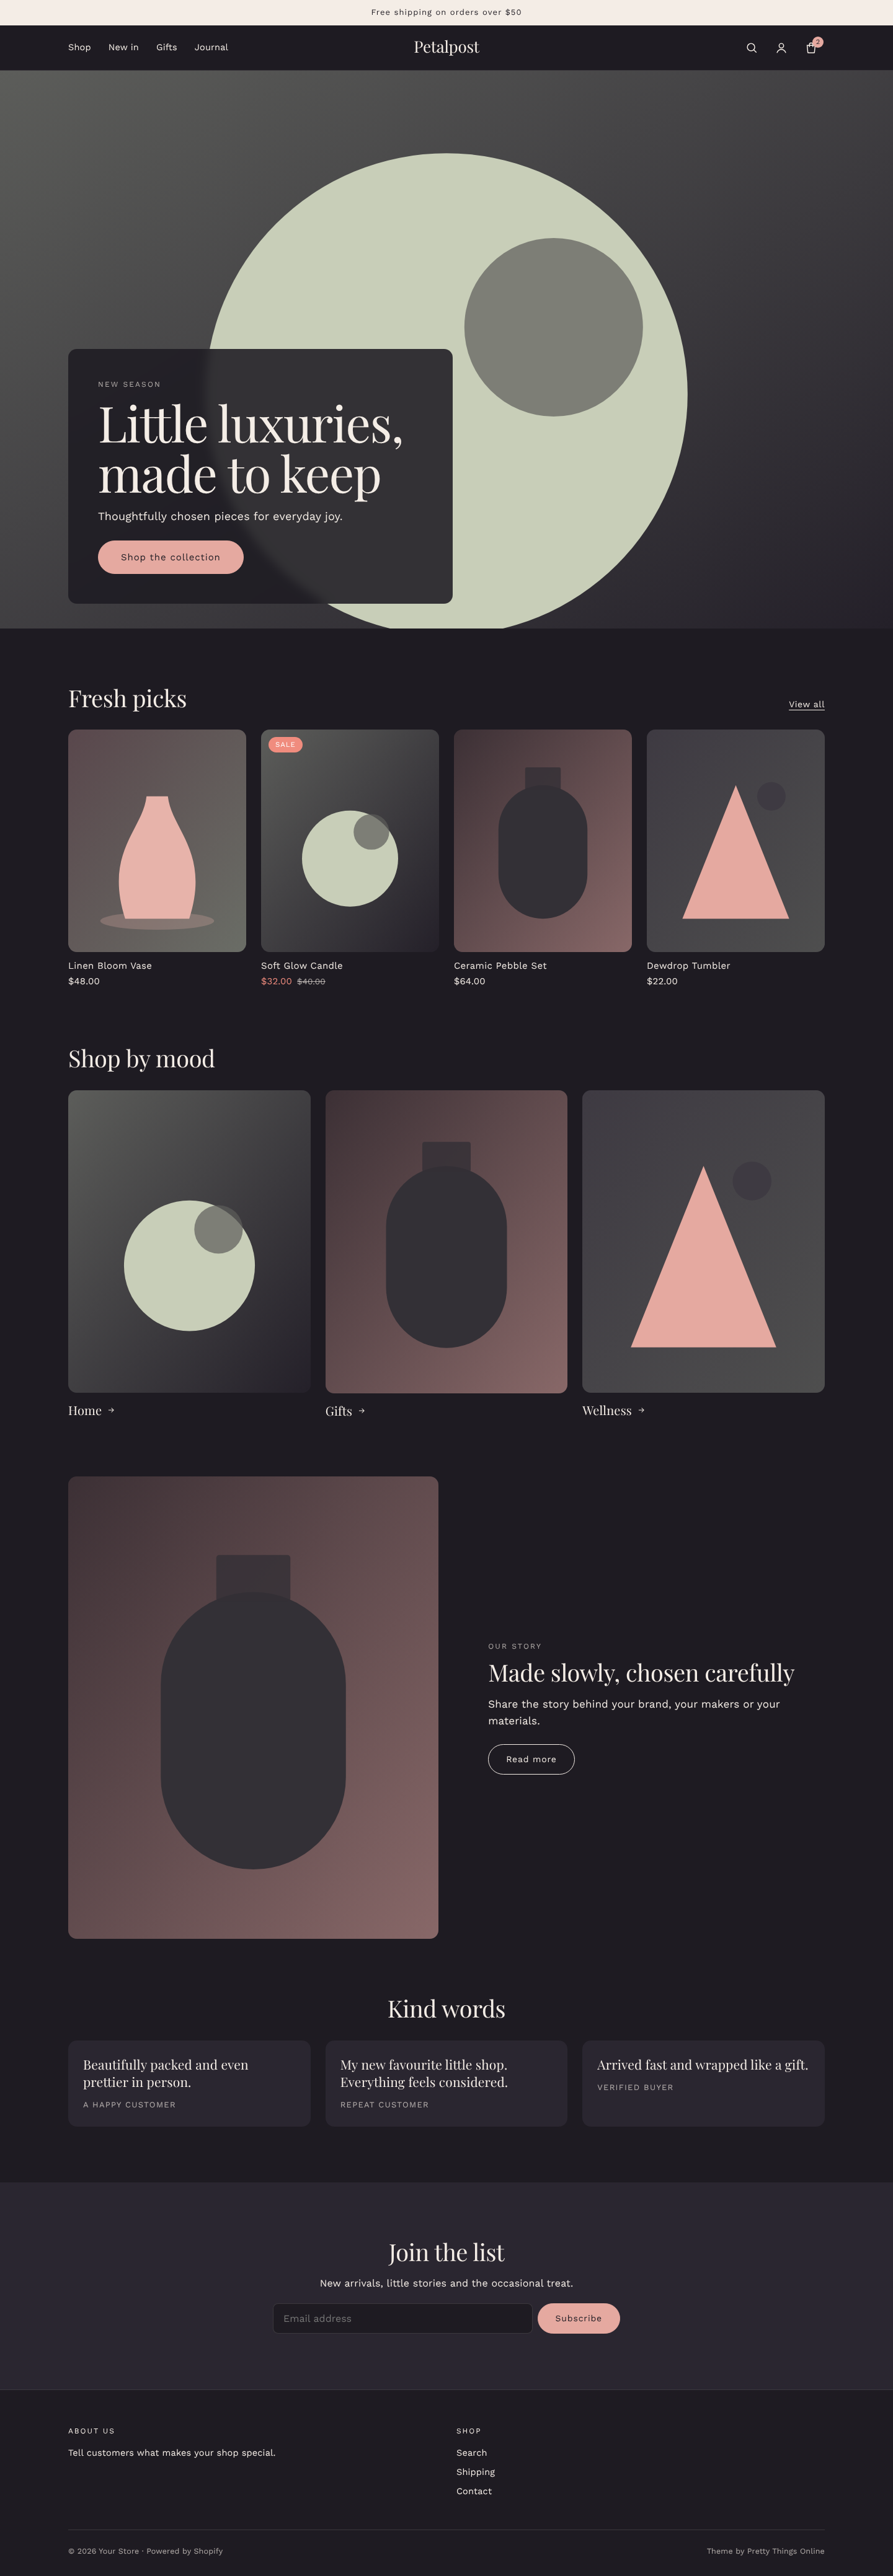 Free shipping on orders over $50
Shop New in Gifts Journal
Petalpost
2
NEW SEASON
Little luxuries,
made to keep
Thoughtfully chosen pieces for everyday joy.
Shop the collection
Fresh picks
View all
SALE
Linen Bloom Vase
$48.00
Soft Glow Candle
$32.00 $40.00
Ceramic Pebble Set
$64.00
Dewdrop Tumbler
$22.00
Shop by mood
Home →
Gifts →
Wellness →
OUR STORY
Made slowly, chosen carefully
Share the story behind your brand, your makers or your
materials.
Read more
Kind words
Beautifully packed and even
prettier in person.
A HAPPY CUSTOMER
My new favourite little shop.
Everything feels considered.
REPEAT CUSTOMER
Arrived fast and wrapped like a gift.
VERIFIED BUYER
Join the list
New arrivals, little stories and the occasional treat.
Email address
Subscribe
ABOUT US
Tell customers what makes your shop special.
SHOP
Search
Shipping
Contact
© 2026 Your Store · Powered by Shopify
Theme by Pretty Things Online